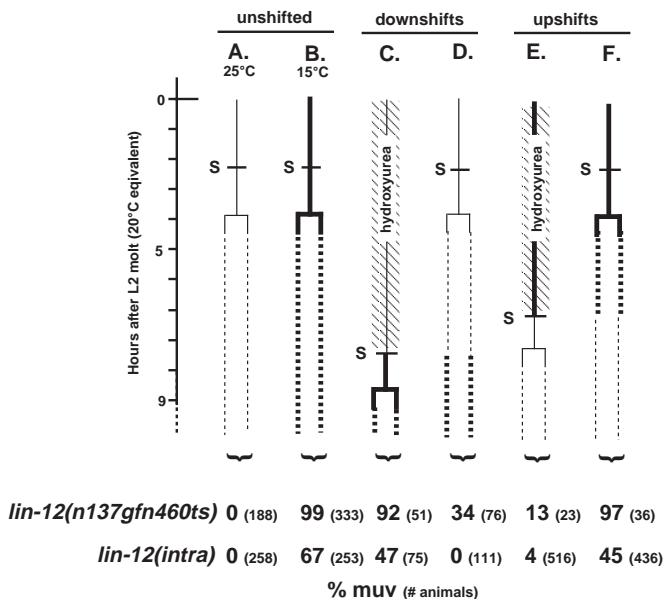 unshifted downshifts upshifts
A. B. C. D. E. F.
25°C 15°C
0
S S S S
hydroxyurea hydroxyurea
5
S
S
9
Hours after L2 molt (20°C eqivalent)
} } } } } }
lin-12(n137gfn460ts) 0 (188) 99 (333) 92 (51) 34 (76) 13 (23) 97 (36)
lin-12(intra) 0 (258) 67 (253) 47 (75) 0 (111) 4 (516) 45 (436)
% muv (# animals)